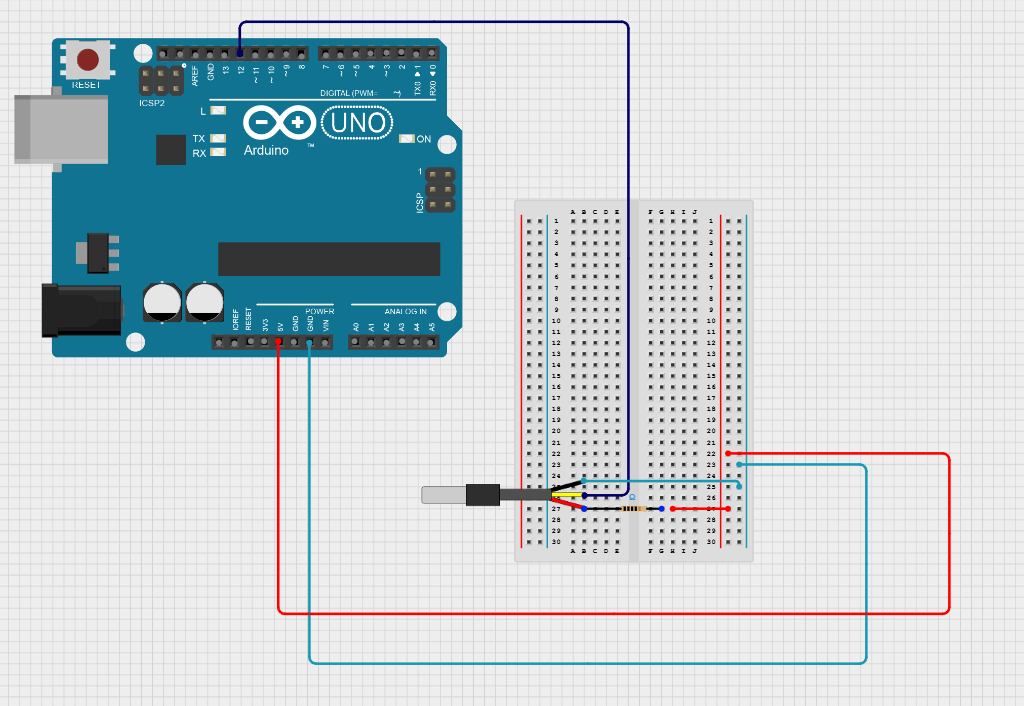 RESET
ICSP2
AREF
GND
13
12
~11
~10
~9
8
7
~6
~5
4
~3
2
TX0 ▶ 1
RX0 ◀ 0
DIGITAL (PWM= ~)
L
TX
RX
UNO
ON
Arduino
™
1
ICSP
IOREF
RESET
3V3
5V
GND
GND
VIN
POWER
ANALOG IN
A0
A1
A2
A3
A4
A5
A B C D E F G H I J
1 1
2 2
3 3
4 4
5 5
6 6
7 7
8 8
9 9
10 10
11 11
12 12
13 13
14 14
15 15
16 16
17 17
18 18
19 19
20 20
21 21
22 22
23 23
24 24
25 25
26 26
Ω
27 27
28 28
29 29
30 30
A B C D E F G H I J